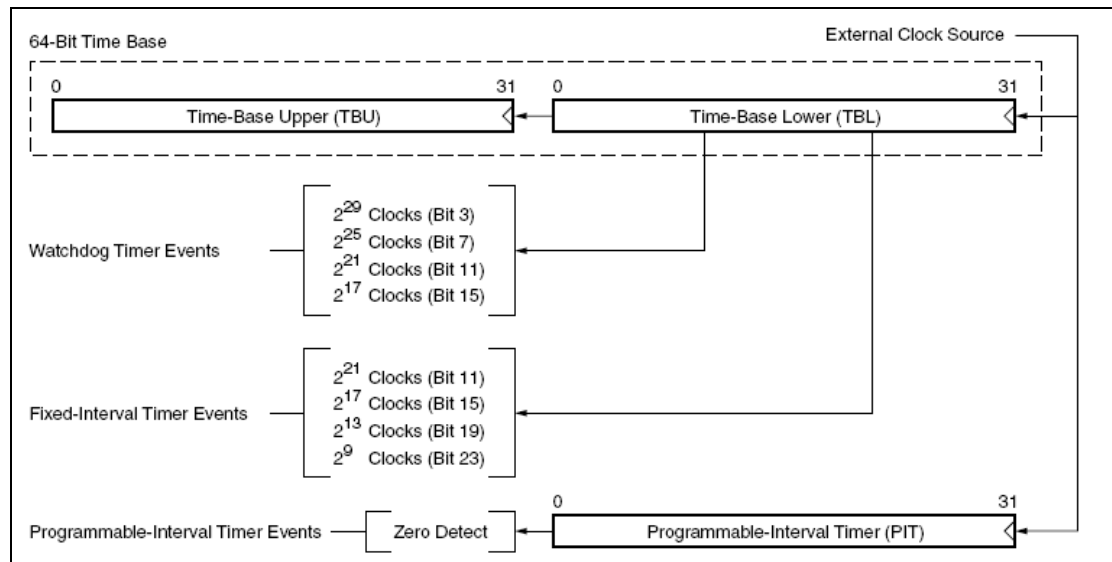 64-Bit Time Base
External Clock Source
0 31 0 31
Time-Base Upper (TBU) Time-Base Lower (TBL)
2^29 Clocks (Bit 3)
2^25 Clocks (Bit 7)
Watchdog Timer Events
2^21 Clocks (Bit 11)
2^17 Clocks (Bit 15)
2^21 Clocks (Bit 11)
2^17 Clocks (Bit 15)
Fixed-Interval Timer Events
2^13 Clocks (Bit 19)
2^9 Clocks (Bit 23)
0 31
Programmable-Interval Timer Events Zero Detect Programmable-Interval Timer (PIT)